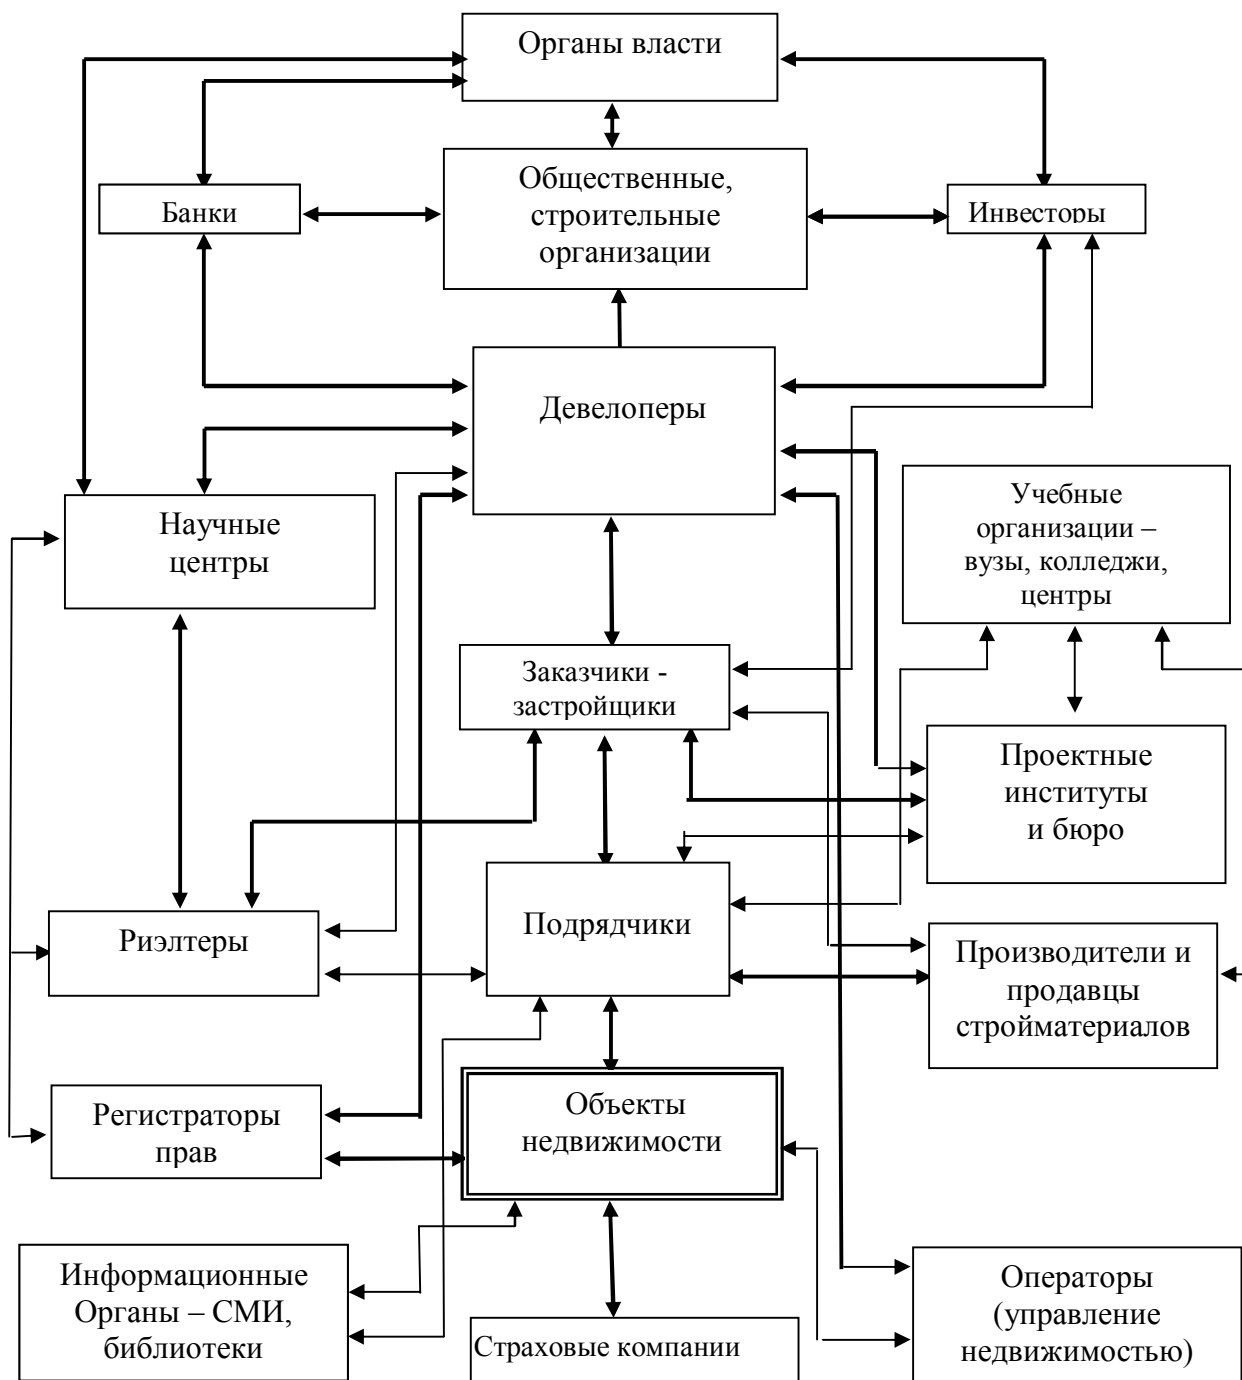 Органы власти
Общественные,
строительные
организации
Банки
Инвесторы
Девелоперы
Научные
центры
Учебные
организации –
вузы, колледжи,
центры
Заказчики -
застройщики
Проектные
институты
и бюро
Риэлтеры
Подрядчики
Производители и
продавцы
стройматериалов
Регистраторы
прав
Объекты
недвижимости
Информационные
Органы – СМИ,
библиотеки
Страховые компании
Операторы
(управление
недвижимостью)